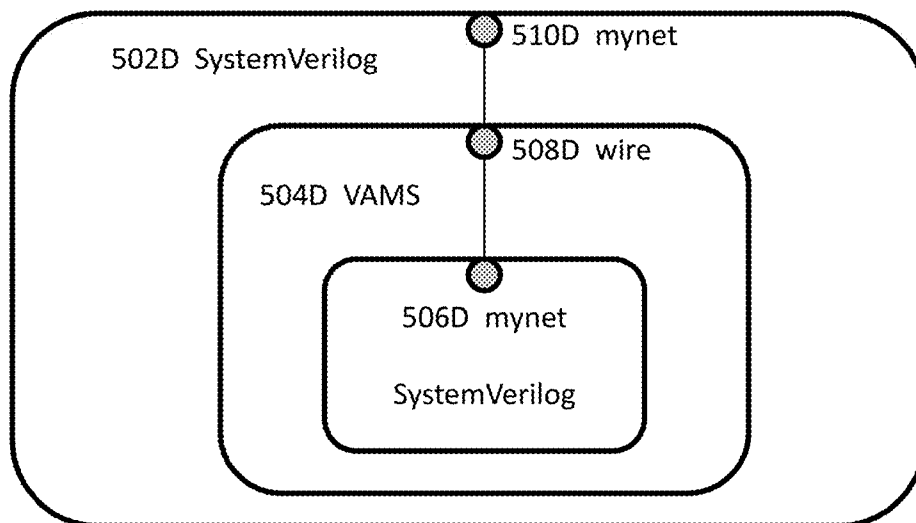 510D mynet
502D SystemVerilog
508D wire
504D VAMS
506D mynet
SystemVerilog